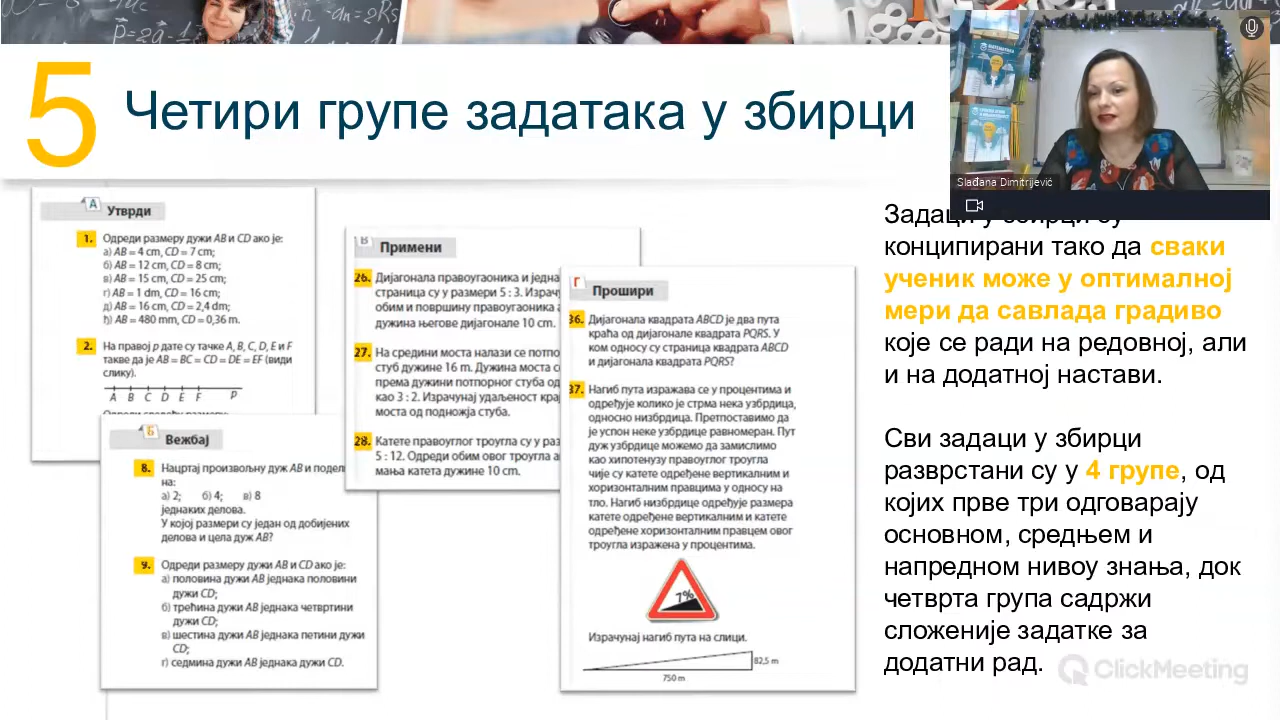 5
Четири групе задатака у збирци
Slađana Dimitrijević
А
Утврди
1. Одреди размеру дужи AB и CD ако је:
а) AB = 4 cm, CD = 7 cm;
б) AB = 12 cm, CD = 8 cm;
в) AB = 15 cm, CD = 25 cm;
г) AB = 1 dm, CD = 16 cm;
д) AB = 16 cm, CD = 2,4 dm;
ђ) AB = 480 mm, CD = 0,36 m.
2. На правој p дате су тачке A, B, C, D, E и F
такве да је AB = BC = CD = DE = EF (види
слику).
A B C D E F P
Б
Вежбај
8. Нацртај произвољну дуж AB и подел
на:
а) 2; б) 4; в) 8
једнаких делова.
У којој размери су један од добијених
делова и цела дуж AB?
9. Одреди размеру дужи AB и CD ако је:
а) половина дужи AB једнака половини
дужи CD;
б) трећина дужи AB једнака четвртини
дужи CD;
в) шестина дужи AB једнака петини дужи
CD;
г) седмина дужи AB једнака дужи CD.
В
Примени
26. Дијагонала правоугаоника и једна
страница су у размери 5 : 3. Израчу
обим и површину правоугаоника а
дужина његове дијагонале 10 cm.
27. На средини моста налази се потпо
стуб дужине 16 m. Дужина моста с
према дужини потпорног стуба од
као 3 : 2. Израчунај удаљеност кра
моста од подножја стуба.
28. Катете правоуглог троугла су у раз
5 : 12. Одреди обим овог троугла а
мања катета дужине 10 cm.
Г
Прошири
36. Дијагонала квадрата ABCD је два пута
краћа од дијагонале квадрата PQRS. У
ком односу су страница квадрата ABCD
и дијагонала квадрата PQRS?
37. Нагиб пута изражава се у процентима и
одређује колико је стрма нека узбрдица,
односно низбрдица. Претпоставимо да
је успон неке узбрдице равномеран. Пут
дуж узбрдице можемо да замислимо
као хипотенузу правоуглог троугла
чије су катете одређене вертикалним и
хоризонталним правцима у односу на
тло. Нагиб низбрдице одређује размера
катете одређене вертикалним и катете
одређене хоризонталним правцем овог
троугла изражена у процентима.
7%
Израчунај нагиб пута на слици.
82,5 m
750 m
Задаци у збирци су
конципирани тако да сваки
ученик може у оптималној
мери да савлада градиво
које се ради на редовној, али
и на додатној настави.
Сви задаци у збирци
разврстани су у 4 групе, од
којих прве три одговарају
основном, средњем и
напредном нивоу знања, док
четврта група садржи
сложеније задатке за
додатни рад.
ClickMeeting